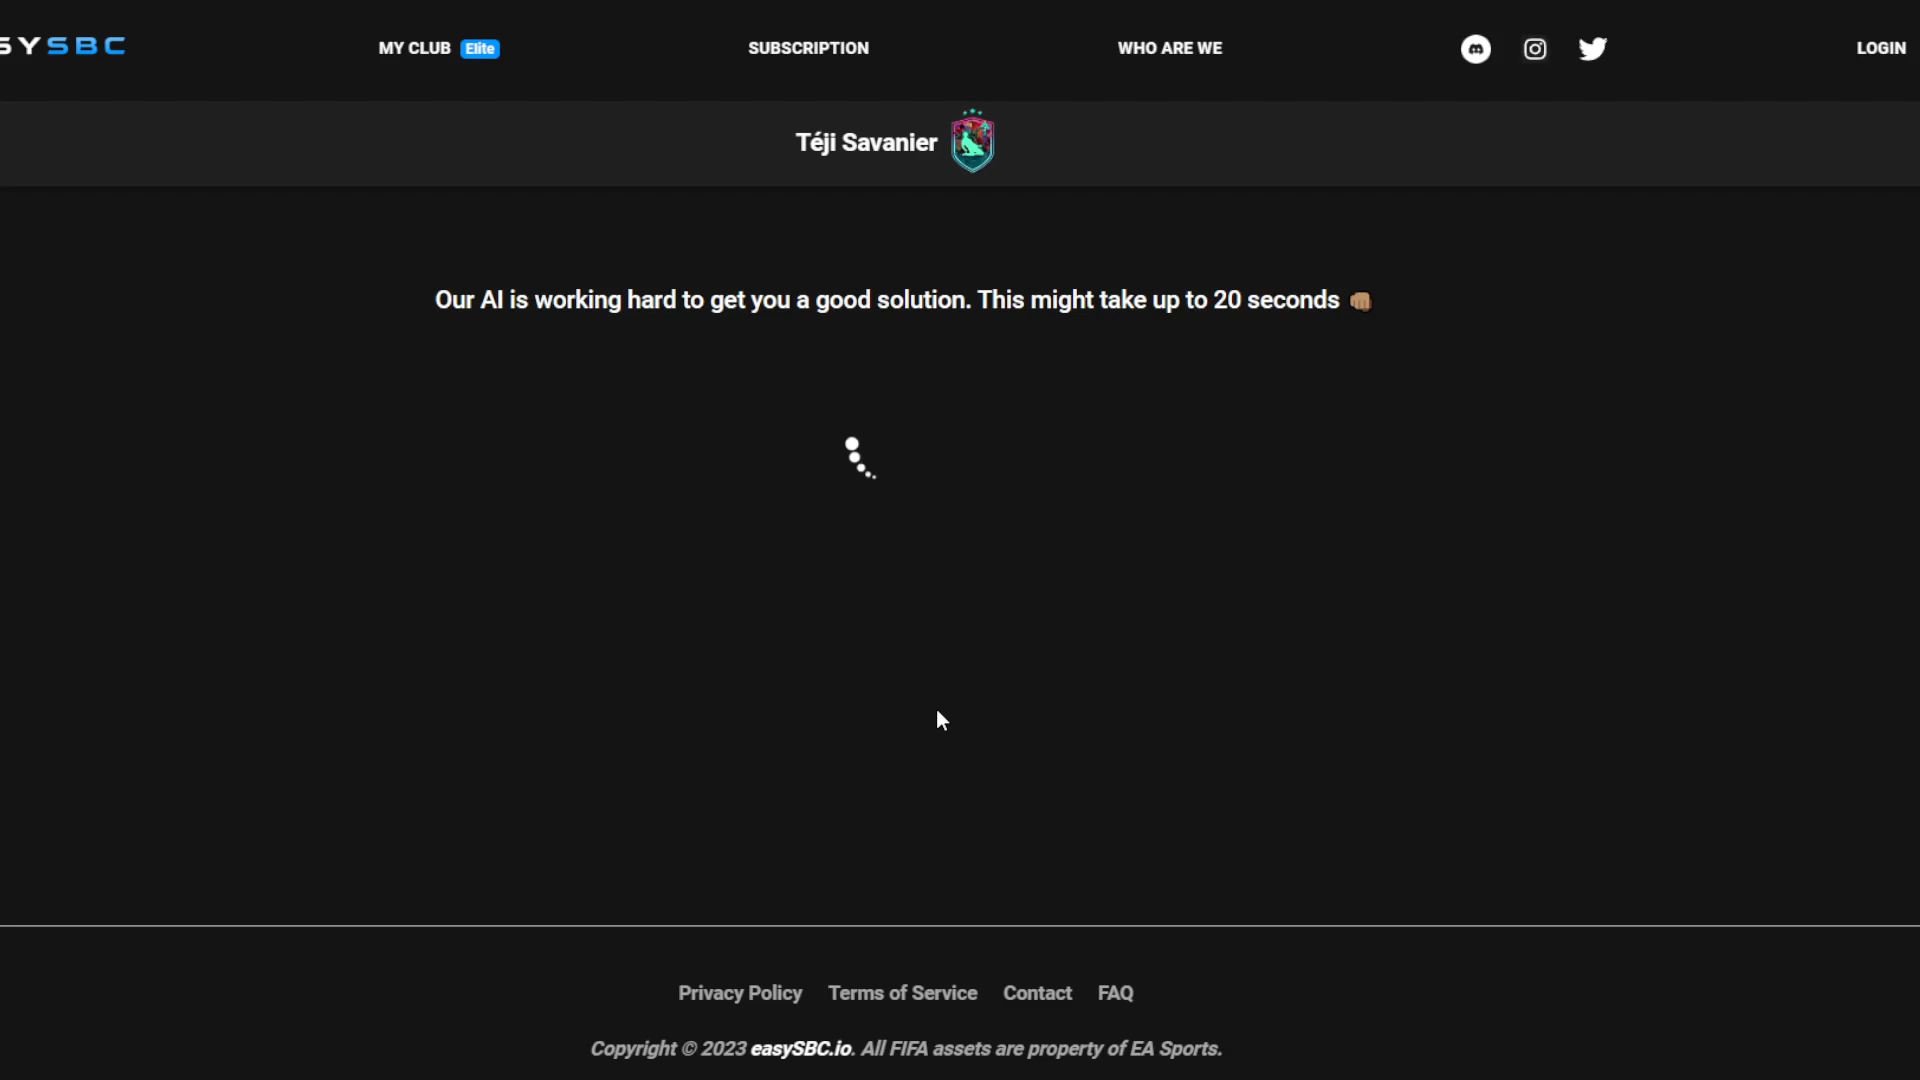 SYSBC
MY CLUB Elite
SUBSCRIPTION
WHO ARE WE
LOGIN
Téji Savanier
Our AI is working hard to get you a good solution. This might take up to 20 seconds 👊🏽
Privacy Policy Terms of Service Contact FAQ
Copyright © 2023 easySBC.io. All FIFA assets are property of EA Sports.